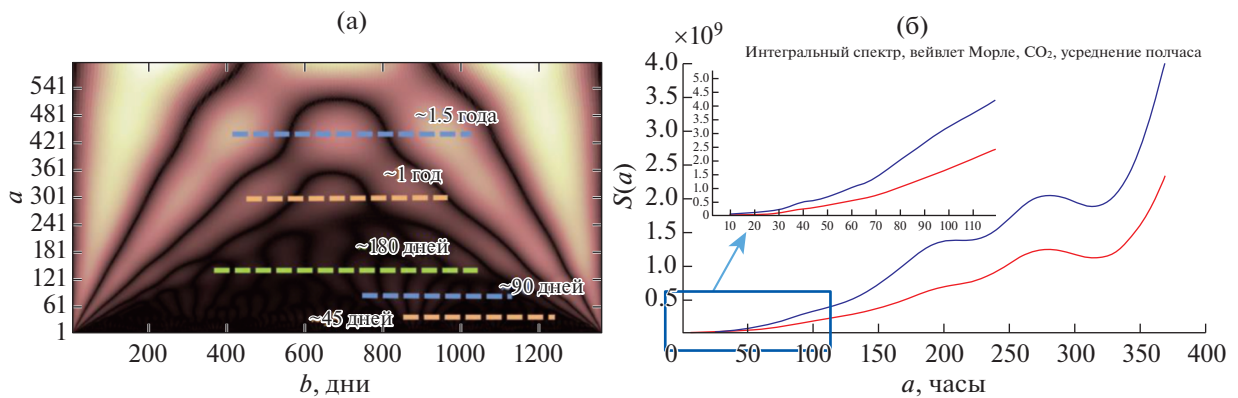 (а)
a
541
481
421
361
301
241
181
121
61
1
~1.5 года
~1 год
~180 дней
~90 дней
~45 дней
200 400 600 800 1000 1200
b, дни
(б)
×10⁹
Интегральный спектр, вейвлет Морле, CO₂, усреднение полчаса
S(a)
4.0
3.5
3.0
2.5
2.0
1.5
1.0
0.5
5.0
4.5
4.0
3.5
3.0
2.5
2.0
1.5
1.0
0.5
0
10 20 30 40 50 60 70 80 90 100 110
0 50 100 150 200 250 300 350 400
a, часы